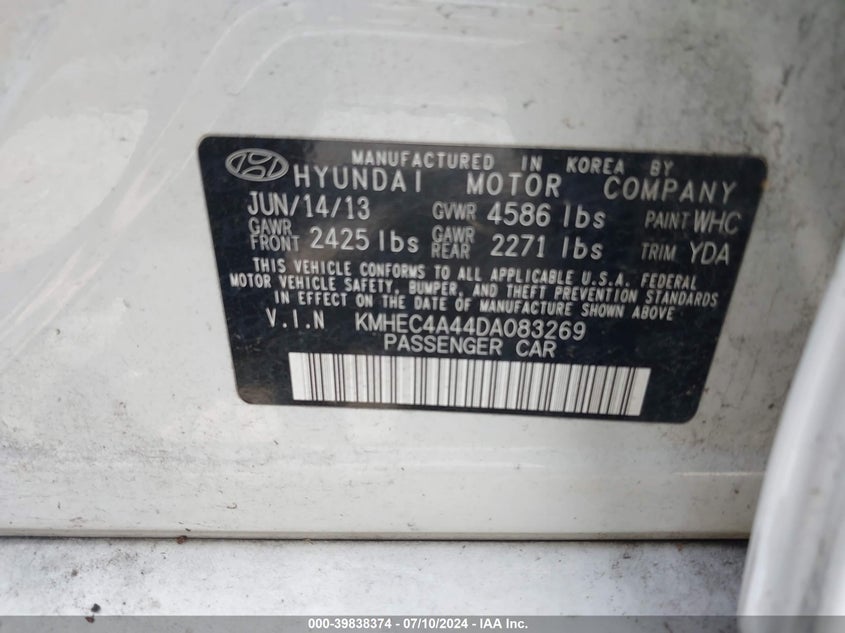 MANUFACTURED IN KOREA BY
HYUNDAI MOTOR COMPANY
JUN/14/13 GVWR 4586 lbs PAINT WHC
GAWR FRONT 2425 lbs GAWR REAR 2271 lbs TRIM YDA
THIS VEHICLE CONFORMS TO ALL APPLICABLE U.S.A. FEDERAL
MOTOR VEHICLE SAFETY, BUMPER, AND THEFT PREVENTION STANDARDS
IN EFFECT ON THE DATE OF MANUFACTURE SHOWN ABOVE
V.I.N KMHEC4A44DA083269
PASSENGER CAR
000-39838374 - 07/10/2024 - IAA Inc.